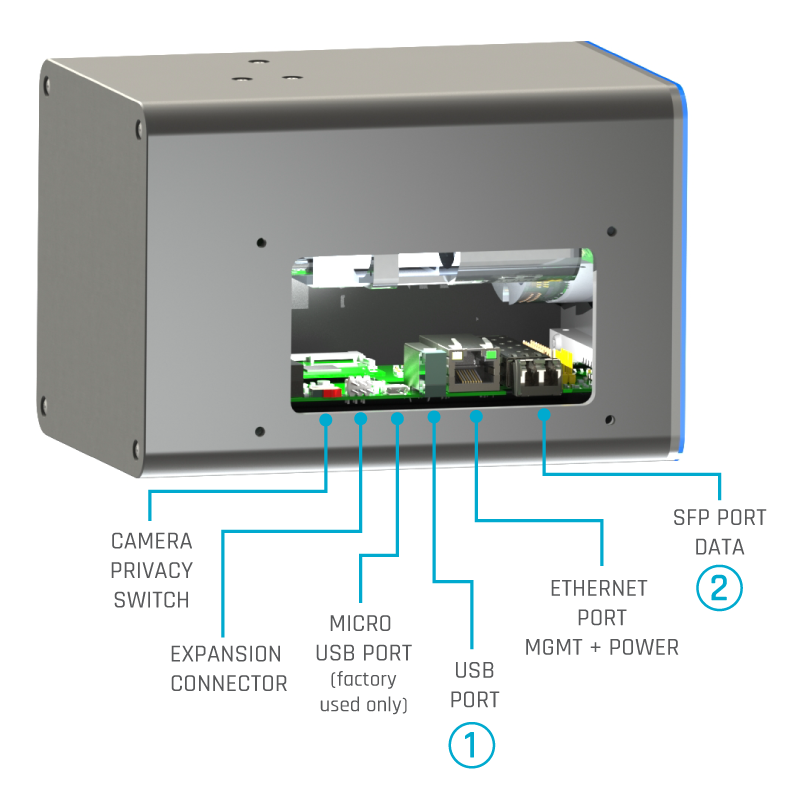 CAMERA
PRIVACY
SWITCH
EXPANSION
CONNECTOR
MICRO
USB PORT
(factory
used only)
USB
PORT
1
ETHERNET
PORT
MGMT + POWER
SFP PORT
DATA
2